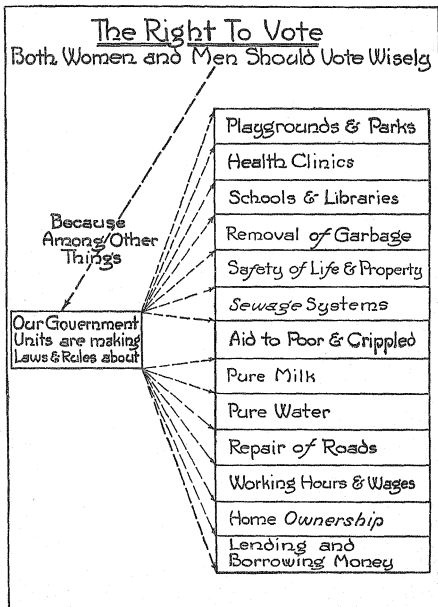 The Right To Vote
Both Women and Men Should Vote Wisely
Because
Among Other
Things
Our Government
Units are making
Laws & Rules about
Playgrounds & Parks
Health Clinics
Schools & Libraries
Removal of Garbage
Safety of Life & Property
Sewage Systems
Aid to Poor & Crippled
Pure Milk
Pure Water
Repair of Roads
Working Hours & Wages
Home Ownership
Lending and
Borrowing Money